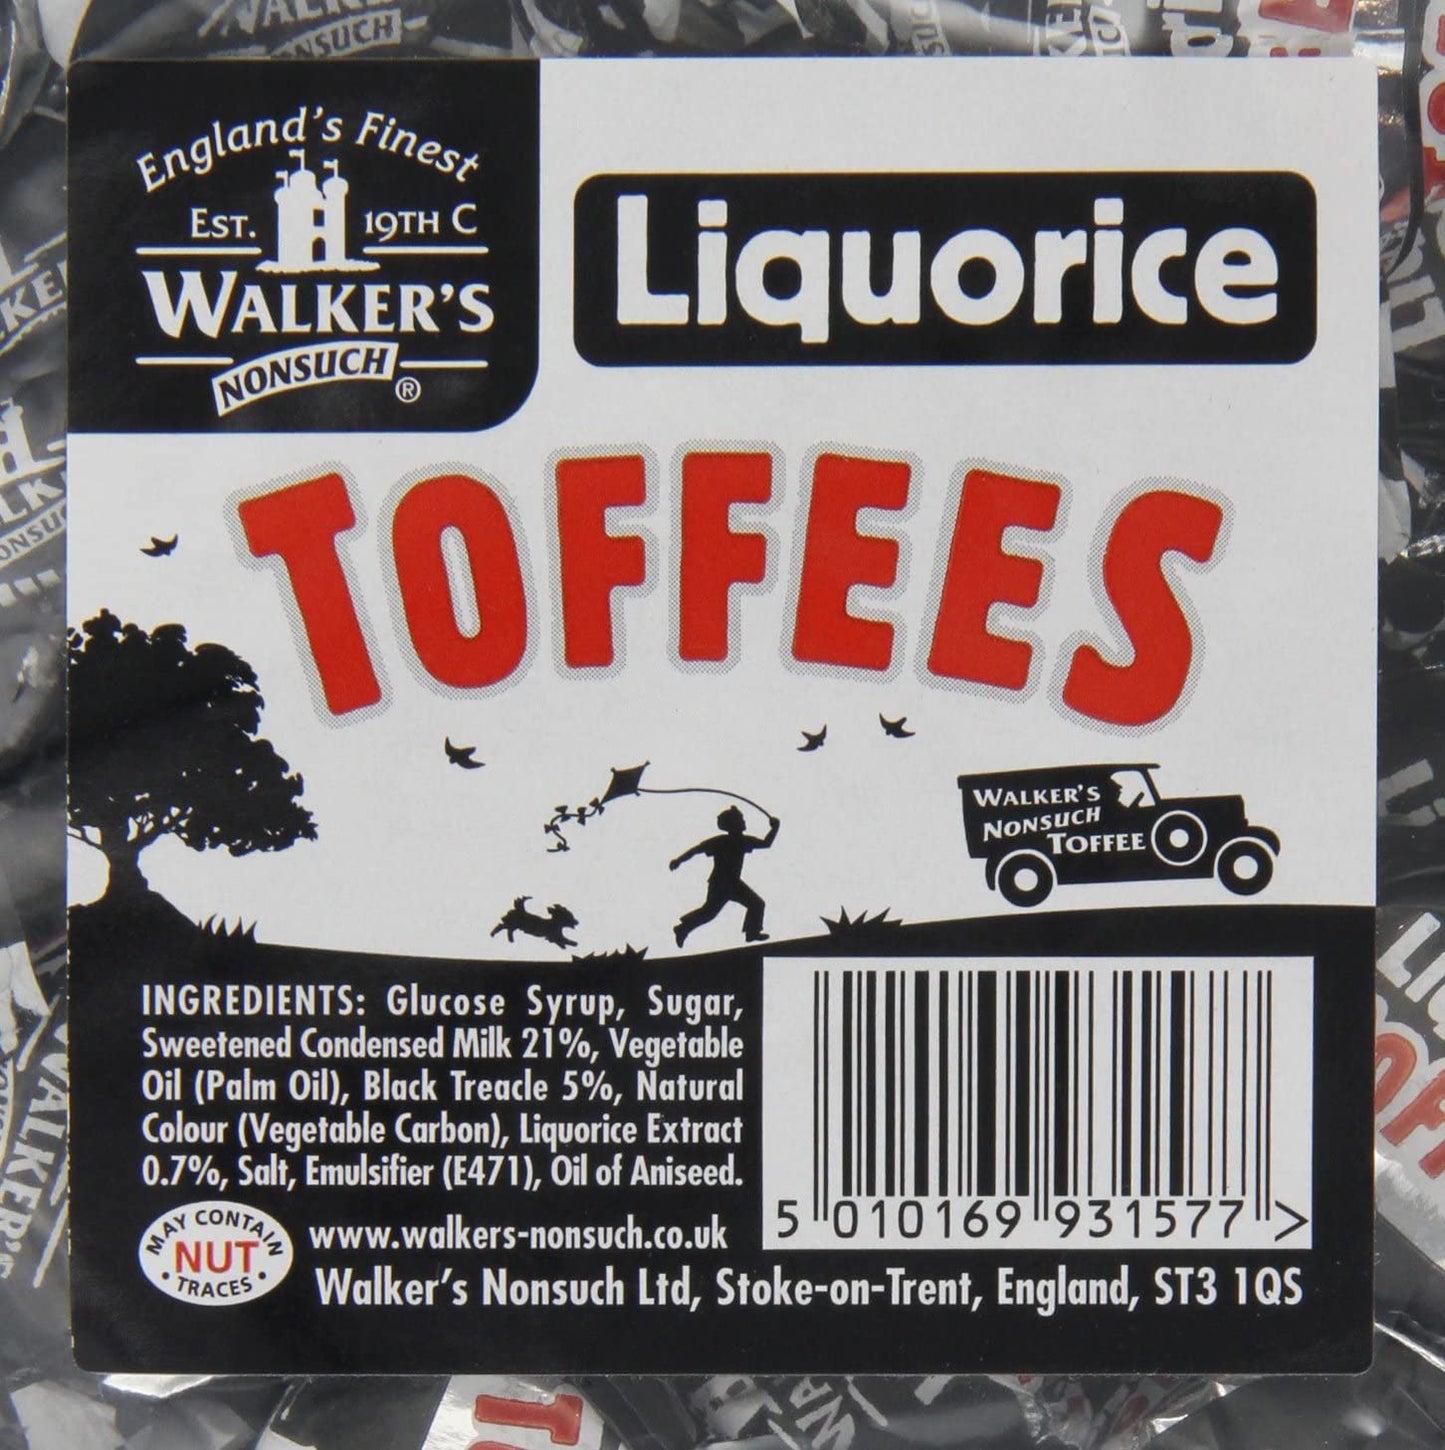 England's Finest
EST. 19TH C
WALKER'S
NONSUCH
®
Liquorice
TOFFEES
WALKER'S
NONSUCH
TOFFEE
INGREDIENTS: Glucose Syrup, Sugar,
Sweetened Condensed Milk 21%, Vegetable
Oil (Palm Oil), Black Treacle 5%, Natural
Colour (Vegetable Carbon), Liquorice Extract
0.7%, Salt, Emulsifier (E471), Oil of Aniseed.
5 010169 931577 >
MAY CONTAIN
NUT
• TRACES •
www.walkers-nonsuch.co.uk
Walker's Nonsuch Ltd, Stoke-on-Trent, England, ST3 1QS